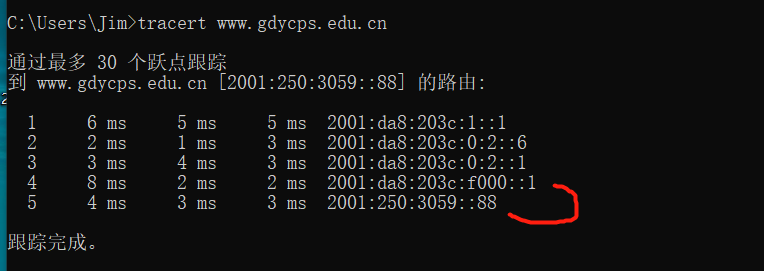 C:\Users\Jim>tracert www.gdycps.edu.cn
通过最多 30 个跃点跟踪
到 www.gdycps.edu.cn [2001:250:3059::88] 的路由:
1 6 ms 5 ms 5 ms 2001:da8:203c:1::1
2 2 ms 1 ms 3 ms 2001:da8:203c:0:2::6
3 3 ms 4 ms 3 ms 2001:da8:203c:0:2::1
4 8 ms 2 ms 2 ms 2001:da8:203c:f000::1
5 4 ms 3 ms 3 ms 2001:250:3059::88
跟踪完成。